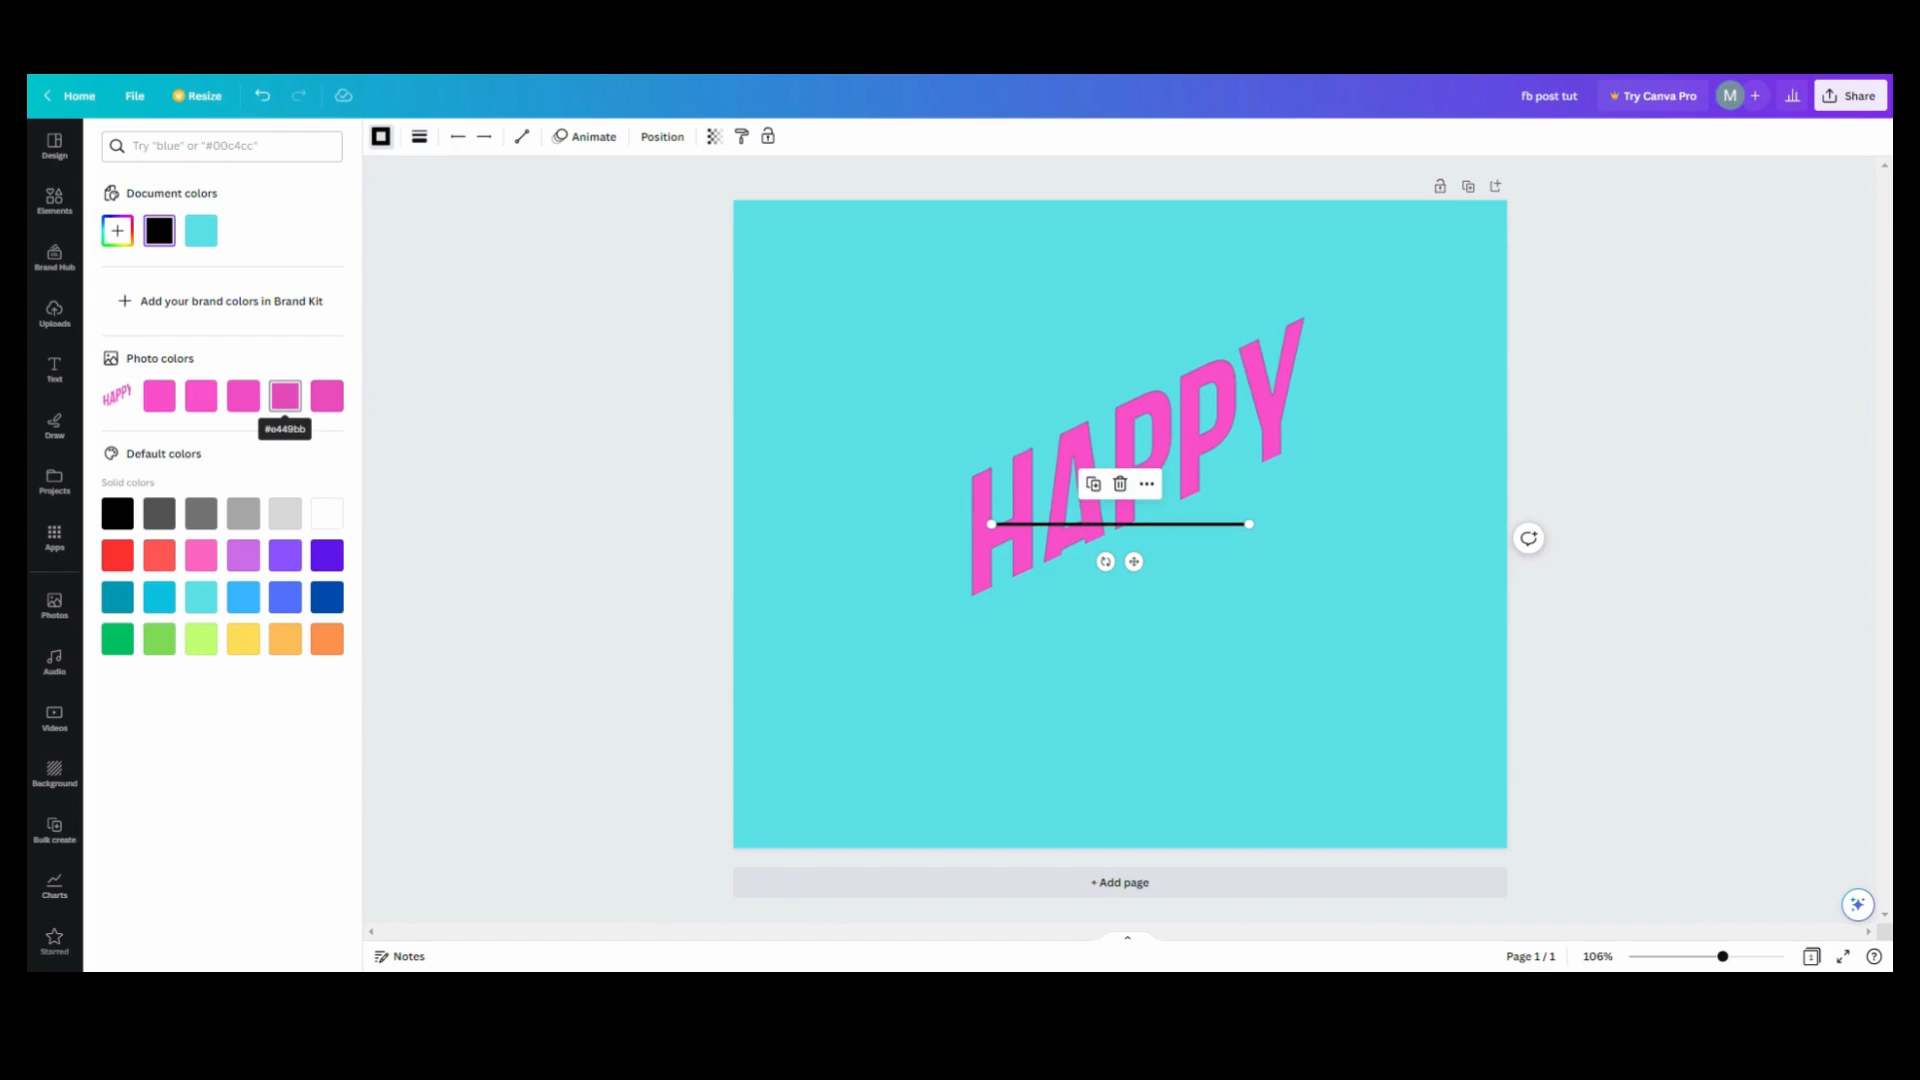 Home File Resize fb post tut Try Canva Pro M + Share
Design
Elements
Brand Hub
Uploads
Text
Draw
Projects
Apps
Photos
Audio
Videos
Background
Bulk create
Charts
Starred
Try "blue" or "#00c4cc"
Document colors
+ Add your brand colors in Brand Kit
Photo colors
HAPPY
#e449bb
Default colors
Solid colors
Animate Position
HAPPY
+ Add page
Notes Page 1 / 1 106% 1 ?